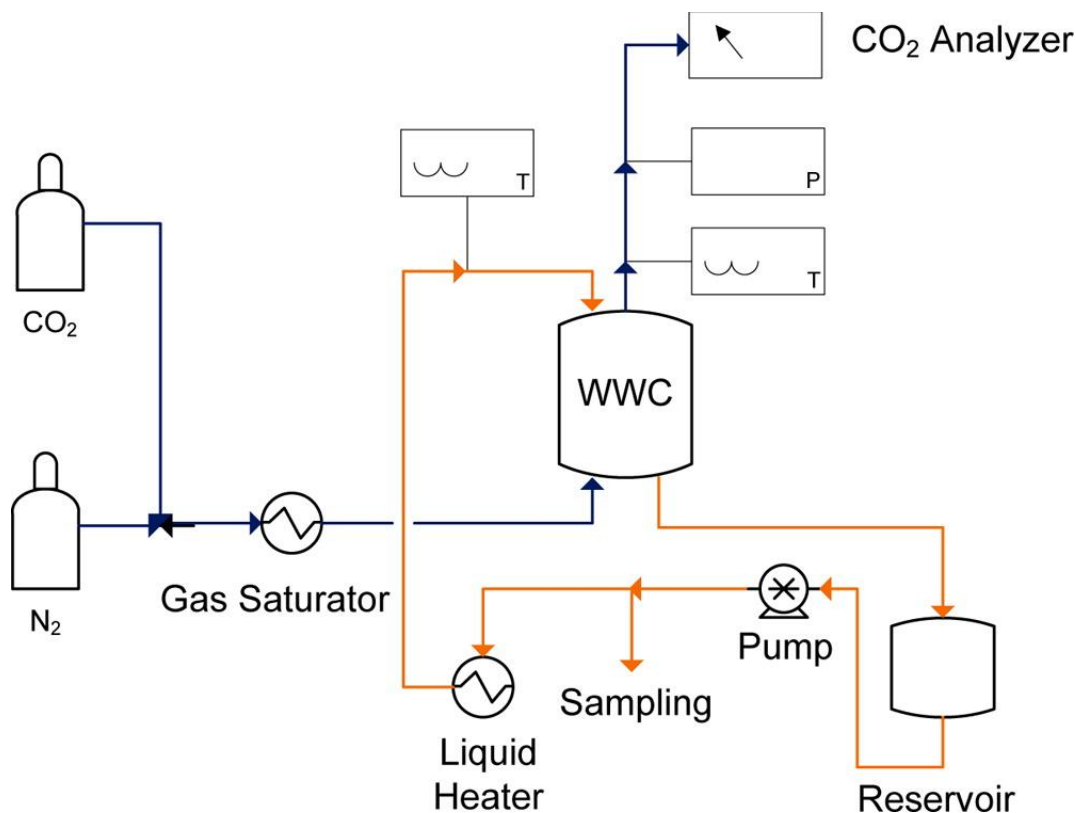 CO₂ Analyzer
T
P
T
CO₂
WWC
N₂
Gas Saturator
Pump
Sampling
Liquid
Heater
Reservoir